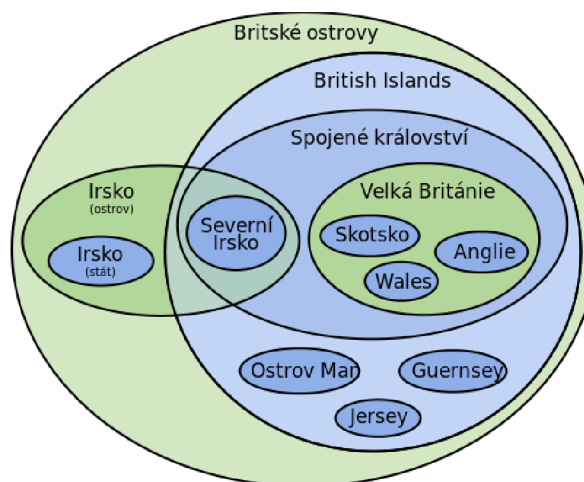 Britské ostrovy
British Islands
Spojené království
Irsko
(ostrov)
Velká Británie
Severní
Irsko
Skotsko
Anglie
Irsko
(stát)
Wales
Ostrov Man
Guernsey
Jersey